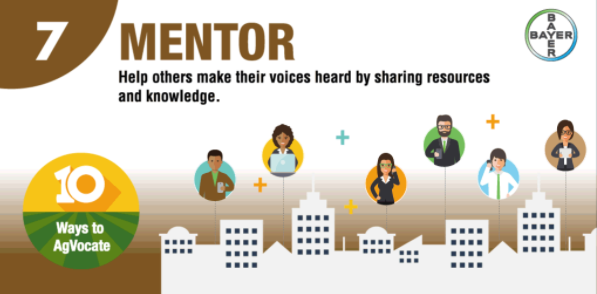 7
MENTOR
Help others make their voices heard by sharing resources
and knowledge.
BAYER
BAYER
10
Ways to
AgVocate